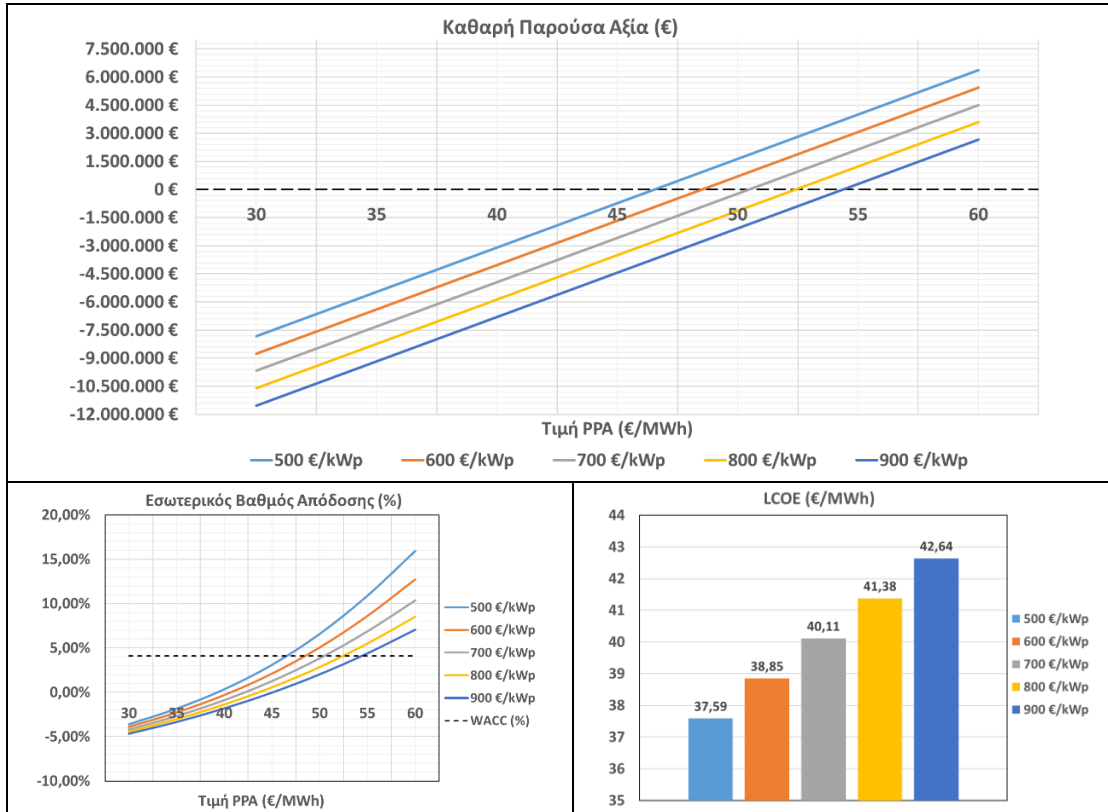 Καθαρή Παρούσα Αξία (€)
7.500.000 €
6.000.000 €
4.500.000 €
3.000.000 €
1.500.000 €
0 €
-1.500.000 €
-3.000.000 €
-4.500.000 €
-6.000.000 €
-7.500.000 €
-9.000.000 €
-10.500.000 €
-12.000.000 €
30 35 40 45 50 55 60
Τιμή PPA (€/MWh)
500 €/kWp 600 €/kWp 700 €/kWp 800 €/kWp 900 €/kWp
Εσωτερικός Βαθμός Απόδοσης (%)
20,00%
15,00%
10,00%
5,00%
0,00%
-5,00%
-10,00%
30 35 40 45 50 55 60
Τιμή PPA (€/MWh)
500 €/kWp
600 €/kWp
700 €/kWp
800 €/kWp
900 €/kWp
WACC (%)
LCOE (€/MWh)
44
43
42
41
40
39
38
37
36
35
37,59
38,85
40,11
41,38
42,64
500 €/kWp
600 €/kWp
700 €/kWp
800 €/kWp
900 €/kWp